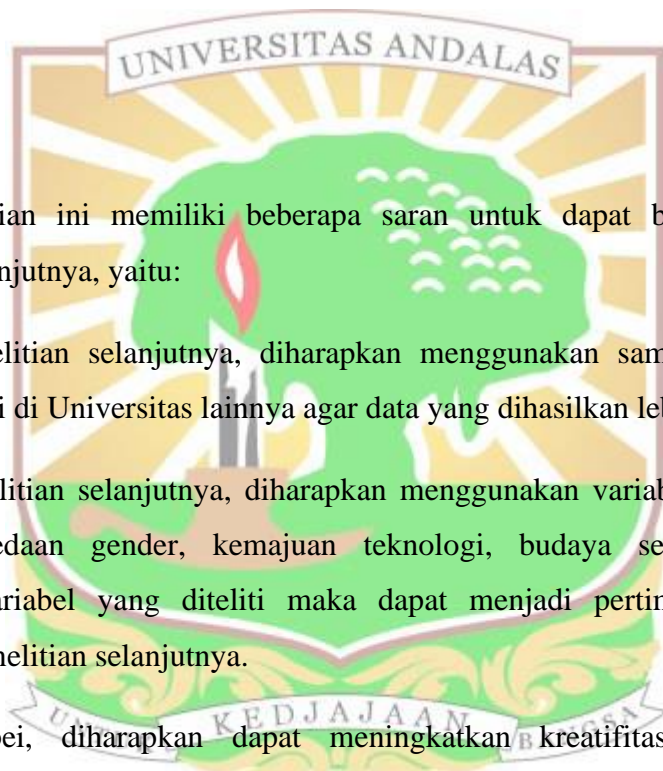 UNIVERSITAS ANDALAS
ian ini memiliki beberapa saran untuk dapat b
njutnya, yaitu:
elitian selanjutnya, diharapkan menggunakan sam
i di Universitas lainnya agar data yang dihasilkan leb
litian selanjutnya, diharapkan menggunakan variab
edaan gender, kemajuan teknologi, budaya se
ariabel yang diteliti maka dapat menjadi pertin
nelitian selanjutnya.
KEDJAJAAN BANGSA
bei, diharapkan dapat meningkatkan kreatifitas